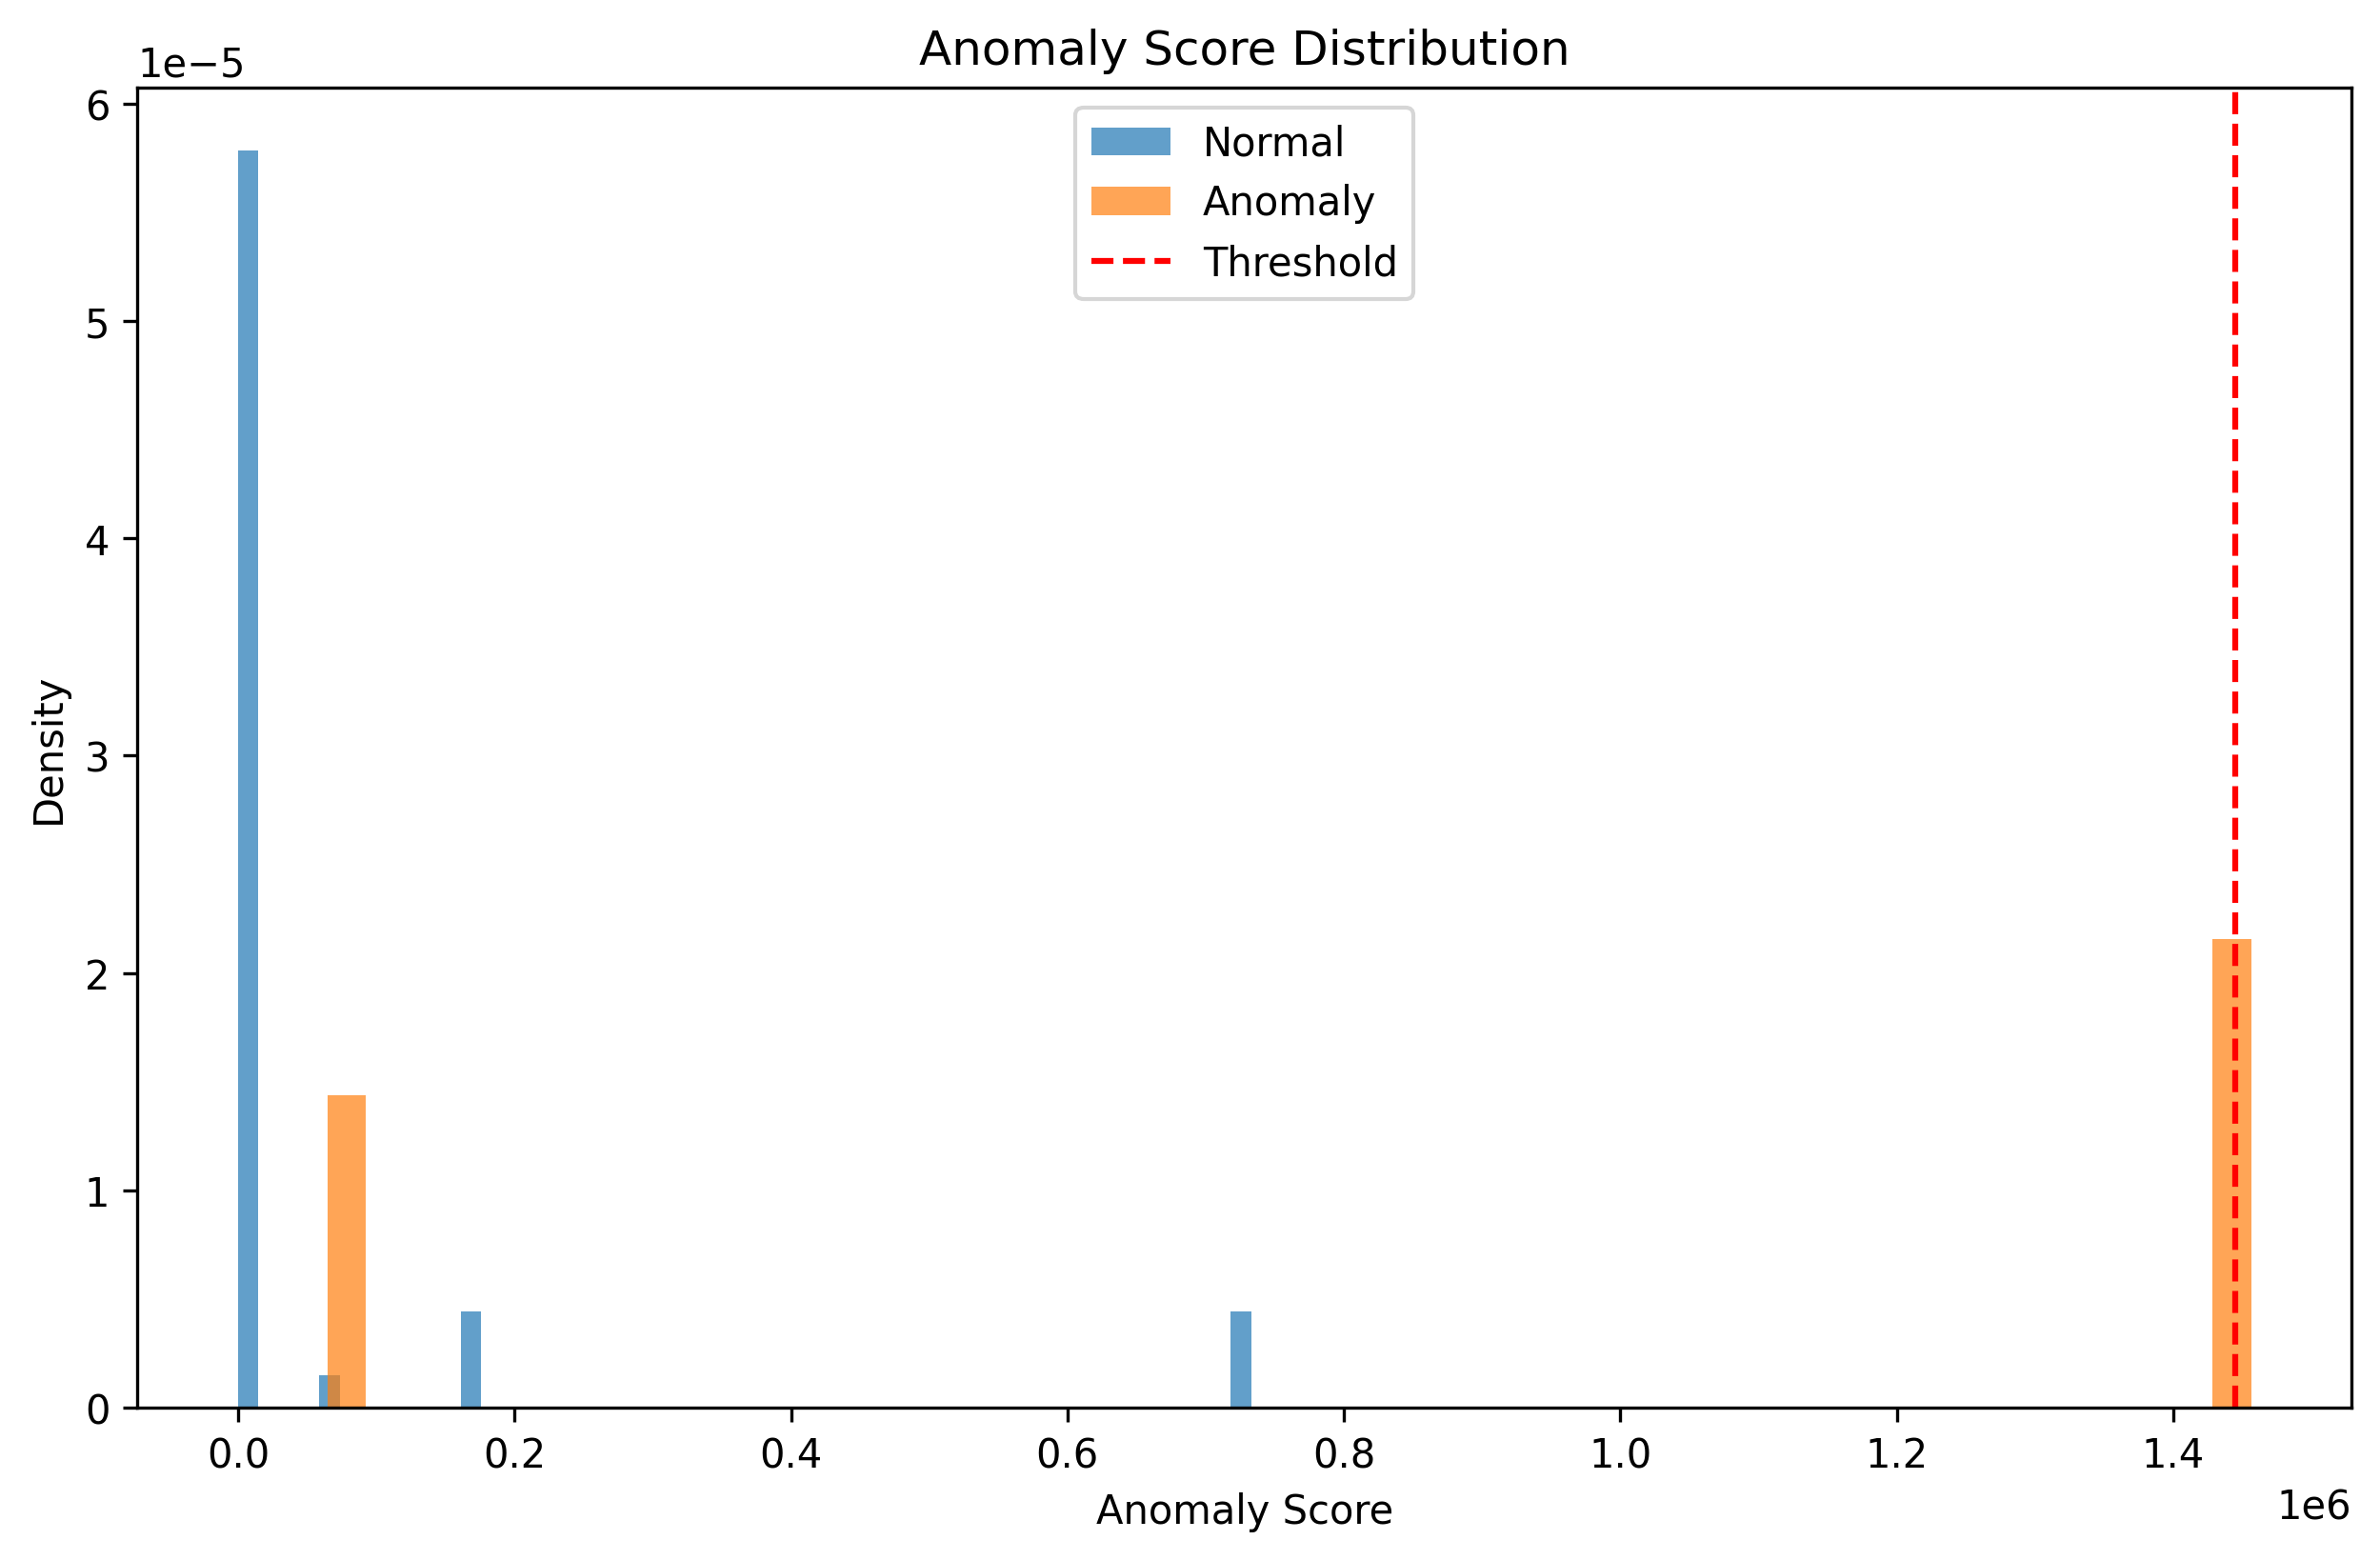 Anomaly Score Distribution
1e−5
6
5
4
3
2
1
0
Density
Normal
Anomaly
Threshold
0.0 0.2 0.4 0.6 0.8 1.0 1.2 1.4
1e6
Anomaly Score